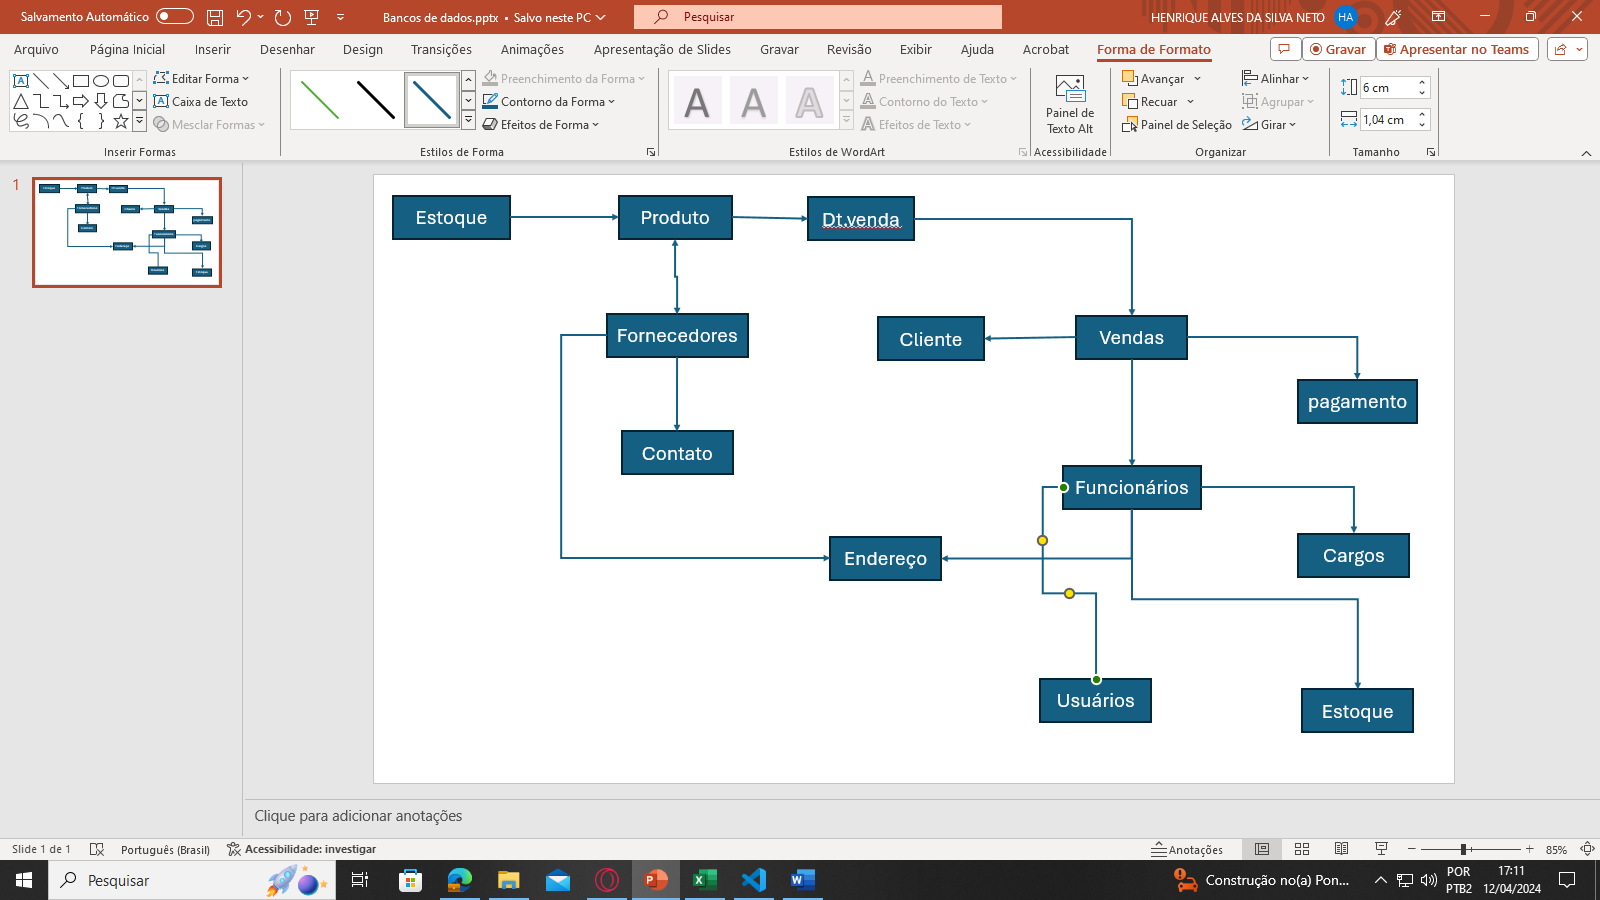 Salvamento Automático
Bancos de dados.pptx • Salvo neste PC
Pesquisar
HENRIQUE ALVES DA SILVA NETO
HA
Arquivo
Página Inicial
Inserir
Desenhar
Design
Transições
Animações
Apresentação de Slides
Gravar
Revisão
Exibir
Ajuda
Acrobat
Forma de Formato
Gravar
Apresentar no Teams
Editar Forma
Caixa de Texto
Mesclar Formas
Inserir Formas
Preenchimento da Forma
Contorno da Forma
Efeitos de Forma
Estilos de Forma
A
A
A
Preenchimento de Texto
Contorno do Texto
Efeitos de Texto
Estilos de WordArt
Painel de
Texto Alt
Acessibilidade
Avançar
Recuar
Painel de Seleção
Alinhar
Agrupar
Girar
Organizar
6 cm
1,04 cm
Tamanho
1
Estoque
Produto
Dt.venda
Fornecedores
Cliente
Vendas
pagamento
Contato
Funcionários
Endereço
Cargos
Usuários
Estoque
Clique para adicionar anotações
Slide 1 de 1
Português (Brasil)
Acessibilidade: investigar
Anotações
85%
Pesquisar
Construção no(a) Pon...
POR
PTB2
17:11
12/04/2024